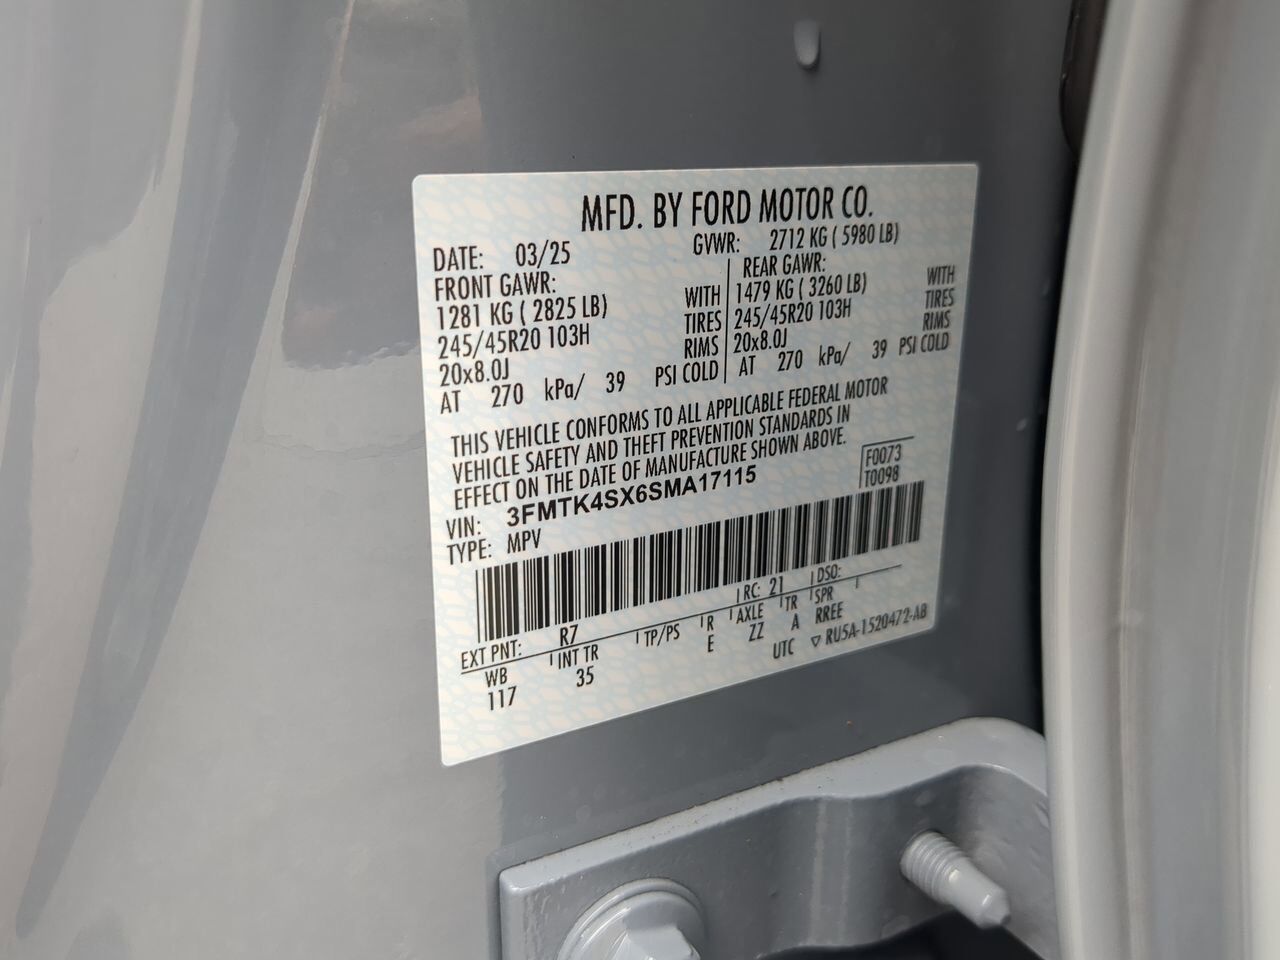 MFD. BY FORD MOTOR CO.
DATE: 03/25 GVWR: 2712 KG ( 5980 LB)
FRONT GAWR: REAR GAWR:
1281 KG ( 2825 LB) WITH 1479 KG ( 3260 LB) WITH
245/45R20 103H TIRES 245/45R20 103H TIRES
20x8.0J RIMS 20x8.0J RIMS
AT 270 kPa/ 39 PSI COLD AT 270 kPa/ 39 PSI COLD
THIS VEHICLE CONFORMS TO ALL APPLICABLE FEDERAL MOTOR
VEHICLE SAFETY AND THEFT PREVENTION STANDARDS IN
EFFECT ON THE DATE OF MANUFACTURE SHOWN ABOVE.
F0073
T0098
VIN: 3FMTK4SX6SMA17115
TYPE: MPV
EXT PNT: R7 RC: 21 DSO:
WB INT TR TP/PS R AXLE TR SPR
117 35 E ZZ A RREE
UTC ▽ RU5A-1520472-AB